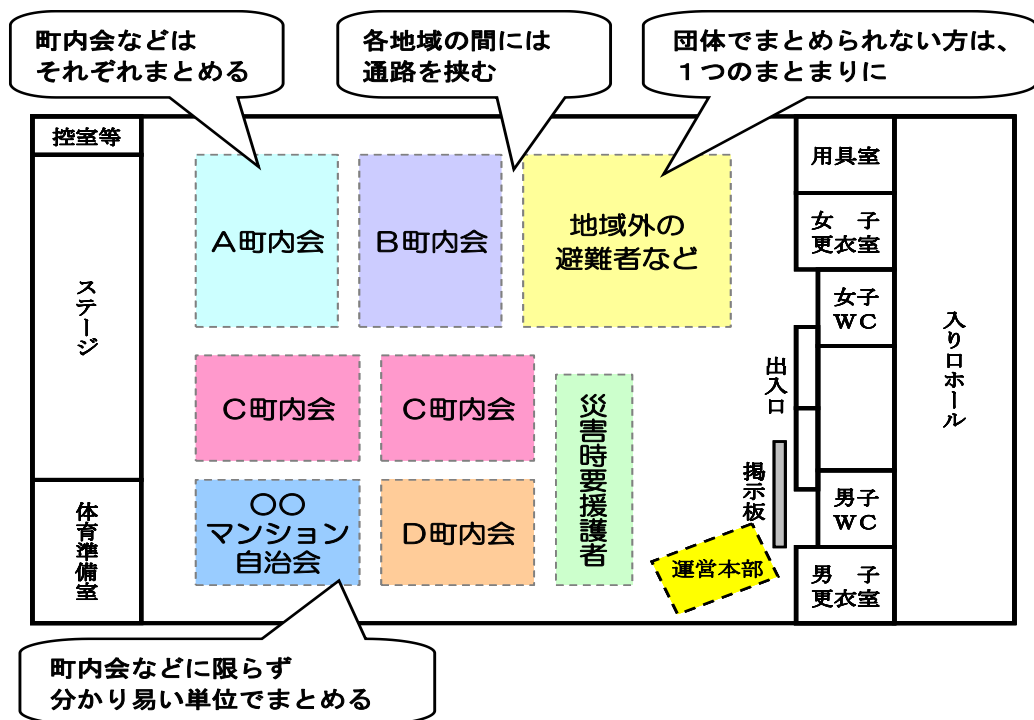 町内会などは
それぞれまとめる
各地域の間には
通路を挟む
団体でまとめられない方は、
１つのまとまりに
控室等
ステージ
体育準備室
Ａ町内会
Ｂ町内会
地域外の
避難者など
Ｃ町内会
Ｃ町内会
〇〇
マンション
自治会
Ｄ町内会
災害時要援護者
運営本部
掲示板
出入口
用具室
女　子
更衣室
女子
ＷＣ
男子
ＷＣ
男　子
更衣室
入り口ホール
町内会などに限らず
分かり易い単位でまとめる